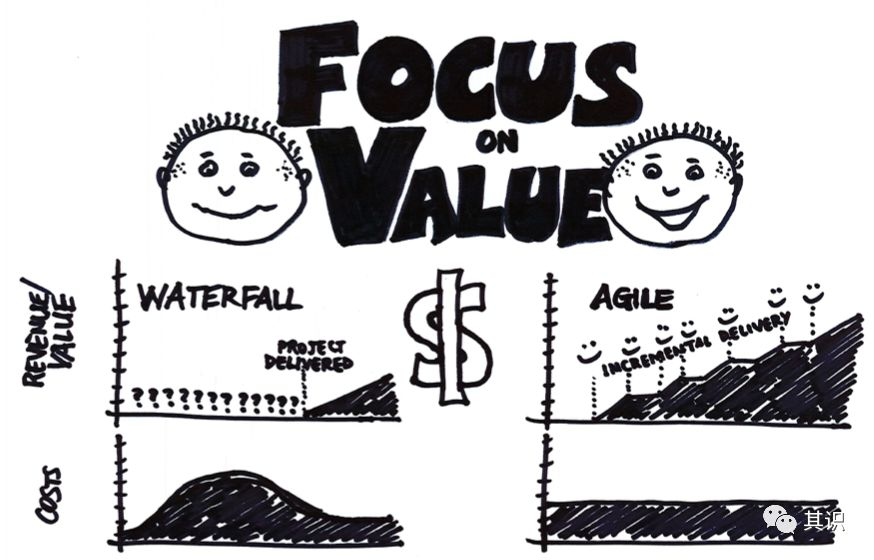 FOCUS
ON
VALUE
REVENUE/
VALUE
WATERFALL
PROJECT
DELIVERED
????????????
$
AGILE
INCREMENTAL DELIVERY
COSTS
其识